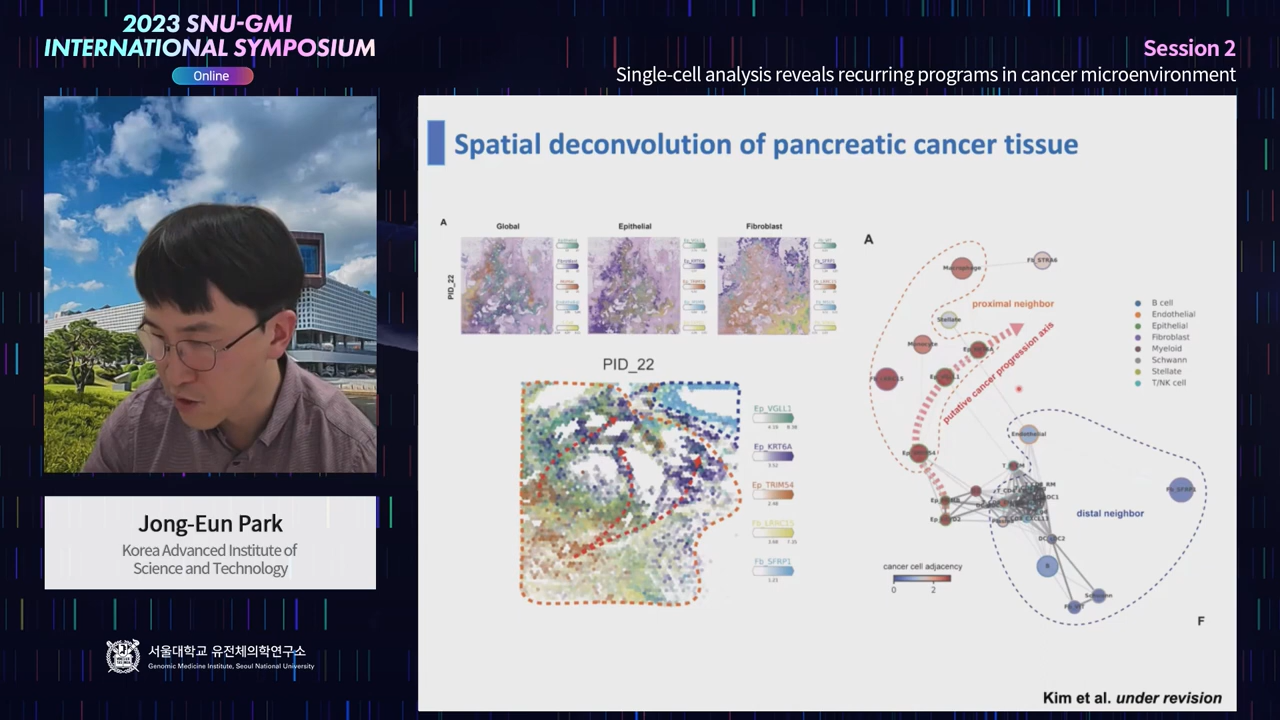 2023 SNU-GMI
INTERNATIONAL SYMPOSIUM
Online
Session 2
Single-cell analysis reveals recurring programs in cancer microenvironment
Spatial deconvolution of pancreatic cancer tissue
A
Global
Epithelial
Fibroblast
PID_22
PID_22
Ep_VGLL1
Ep_KRT6A
Ep_TRIM54
Fb_LRRC15
Fb_SFRP1
A
Macrophage
Fb_STRA6
proximal neighbor
Stellate
Monocyte
putative cancer progression axis
Endothelial
distal neighbor
Schwann
B cell
Endothelial
Epithelial
Fibroblast
Myeloid
Schwann
Stellate
T/NK cell
cancer cell adjacency
0 2
F
Kim et al. under revision
Jong-Eun Park
Korea Advanced Institute of
Science and Technology
서울대학교 유전체의학연구소
Genomic Medicine Institute, Seoul National University